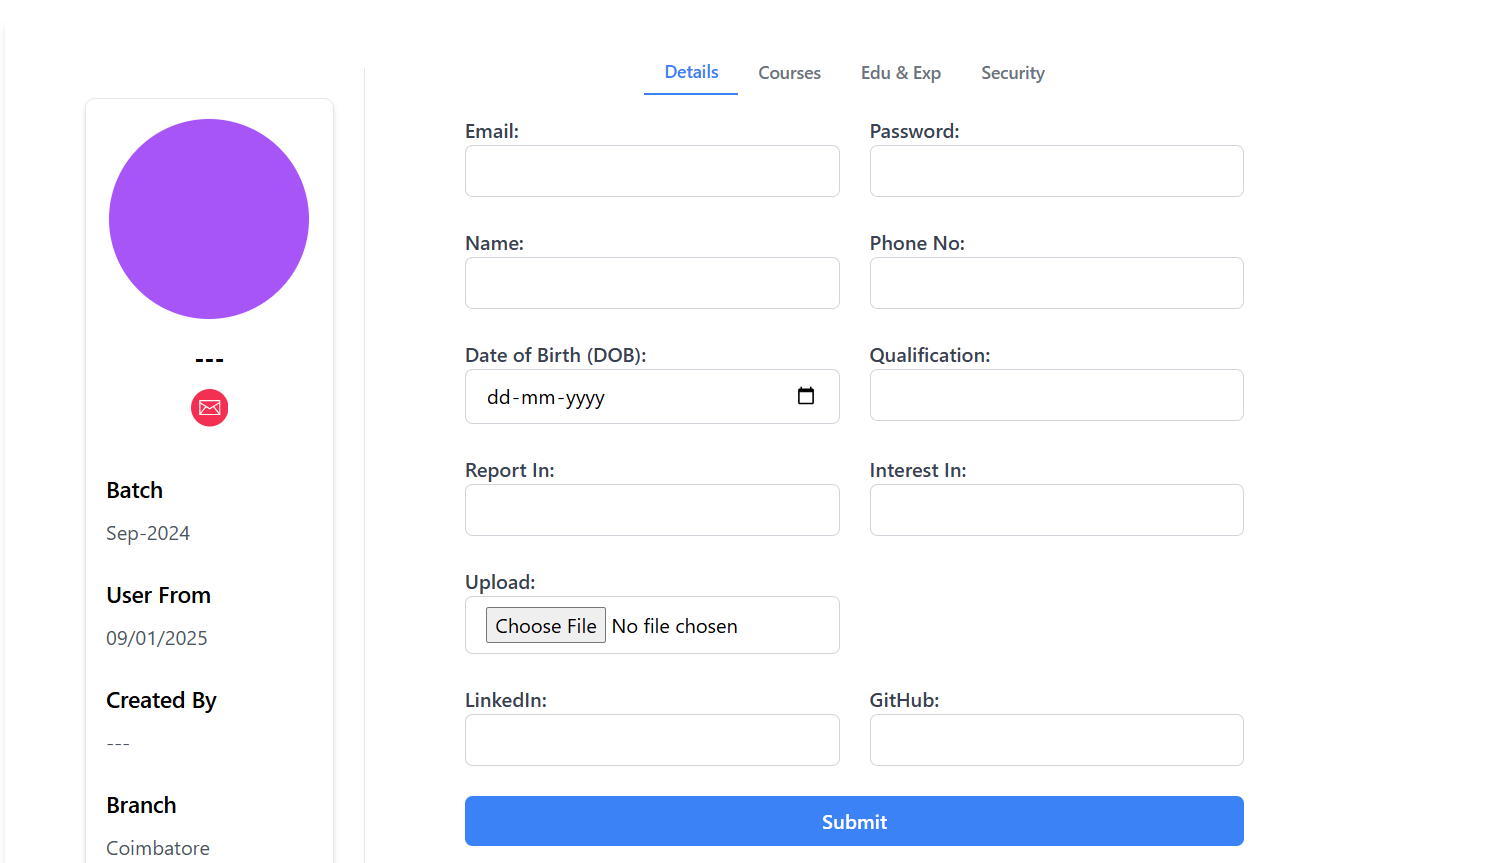 Details Courses Edu & Exp Security
---
Batch
Sep-2024
User From
09/01/2025
Created By
---
Branch
Coimbatore
Email: Password:
Name: Phone No:
Date of Birth (DOB): Qualification:
dd-mm-yyyy
Report In: Interest In:
Upload:
Choose File No file chosen
LinkedIn: GitHub:
Submit